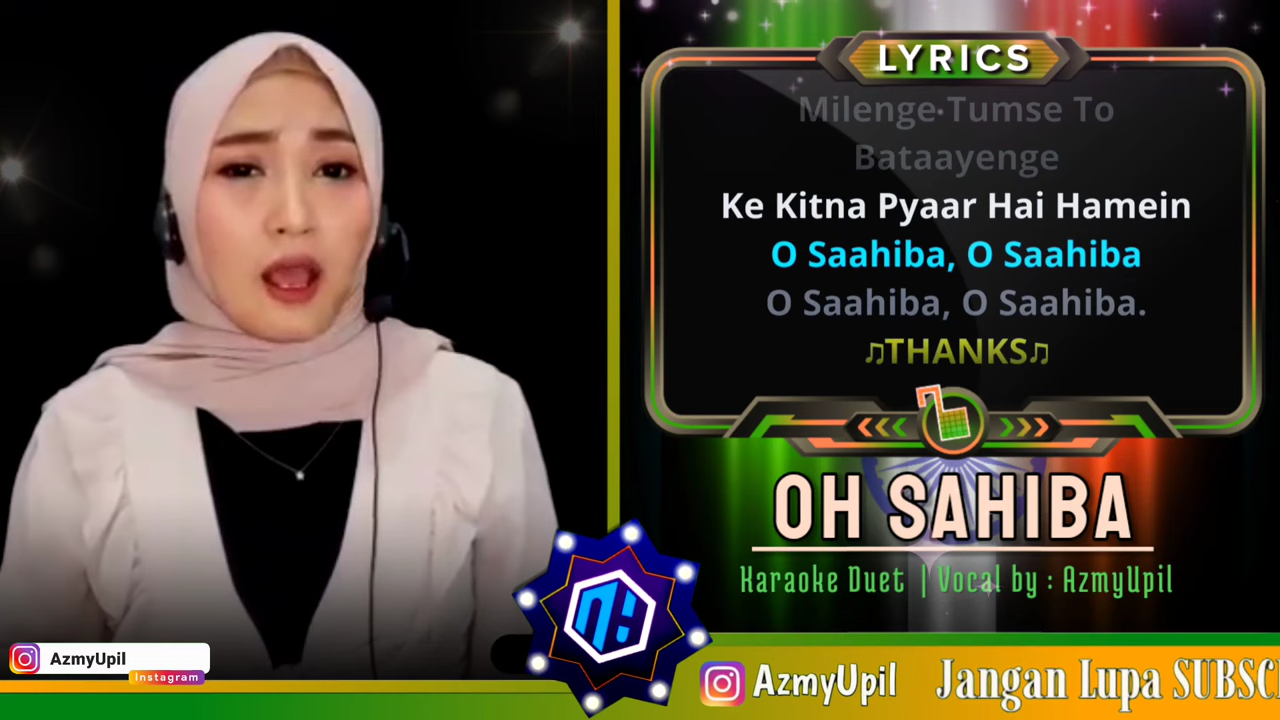 LYRICS
Milenge Tumse To
Bataayenge
Ke Kitna Pyaar Hai Hamein
O Saahiba, O Saahiba
O Saahiba, O Saahiba.
♫THANKS♫
OH SAHIBA
Karaoke Duet | Vocal by : AzmyUpil
AzmyUpil
Instagram
AzmyUpil Jangan Lupa SUBSC